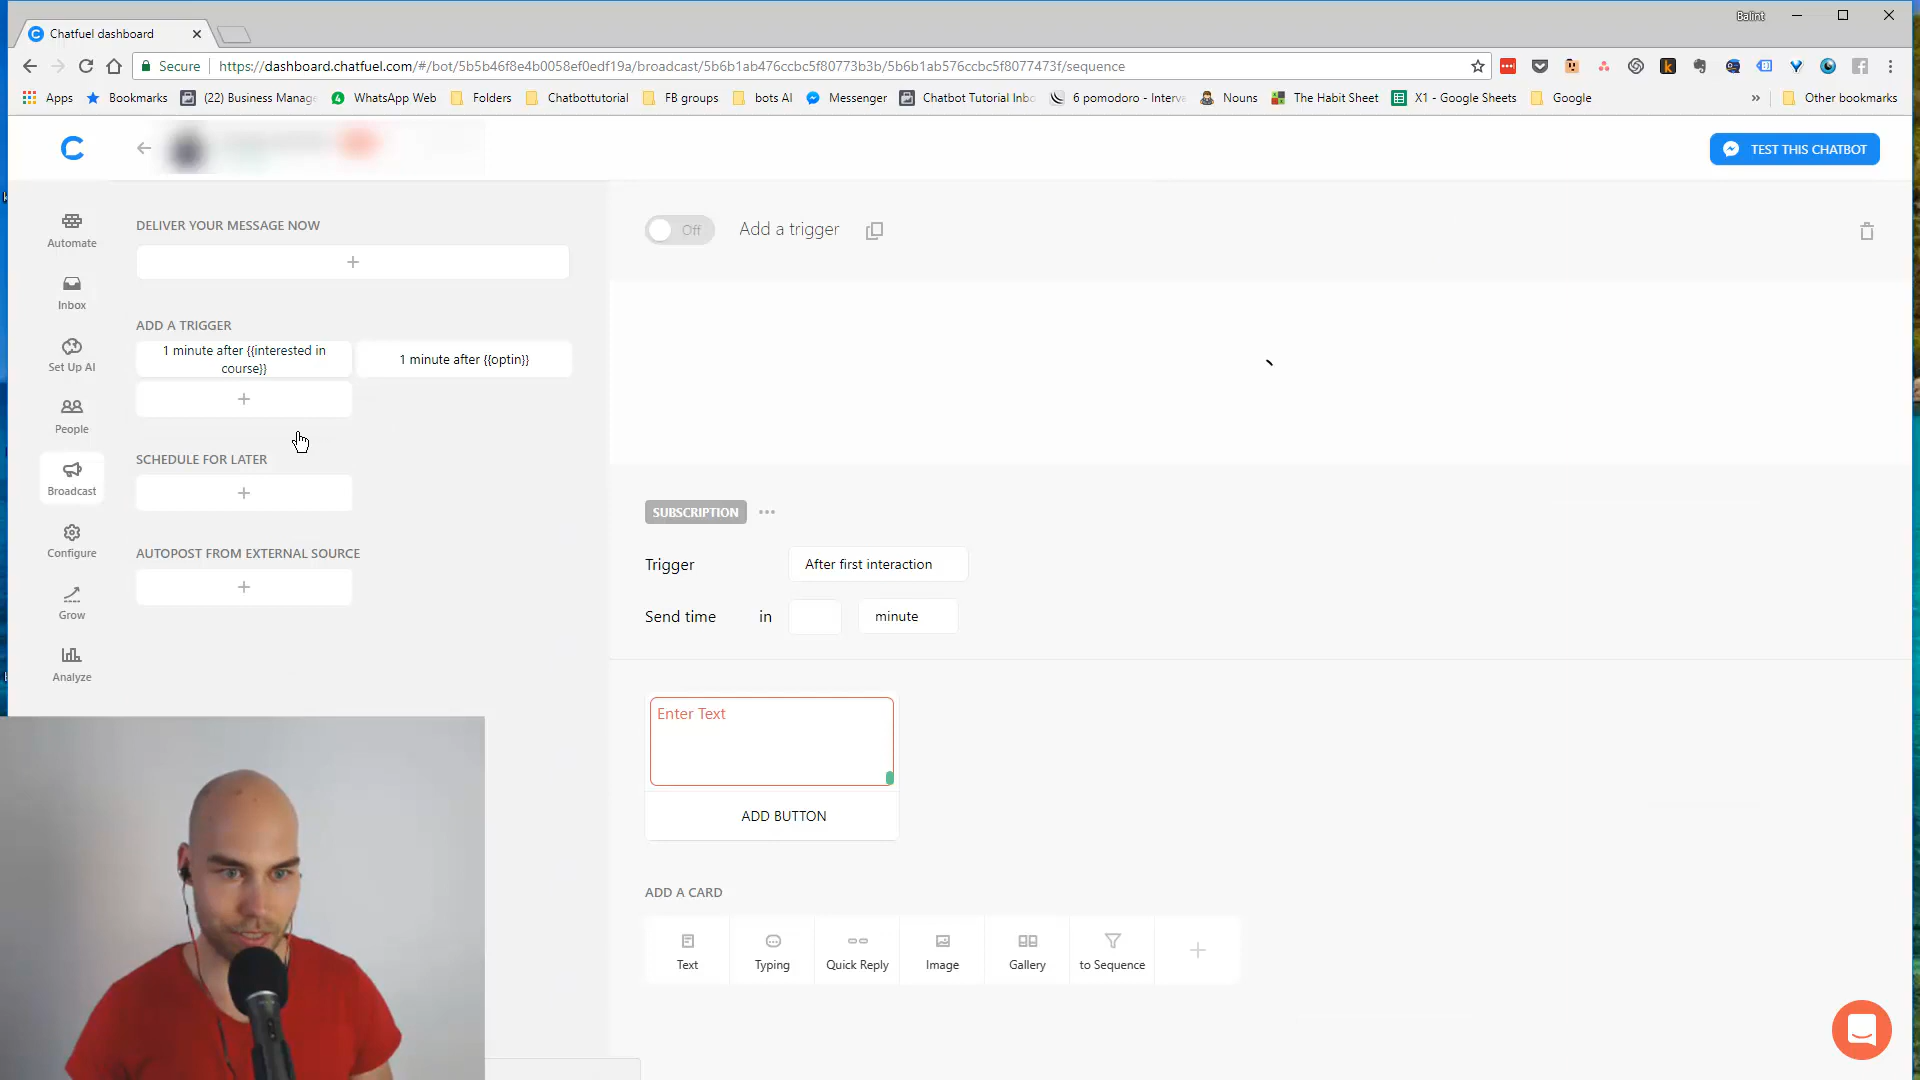 Balint
Chatfuel dashboard
Secure
https://dashboard.chatfuel.com/#/bot/5b5b46f8e4b0058ef0edf19a/broadcast/5b6b1ab476ccbc5f80773b3b/5b6b1ab576ccbc5f8077473f/sequence
Apps
Bookmarks
(22) Business Manag
WhatsApp Web
Folders
Chatbottutorial
FB groups
bots AI
Messenger
Chatbot Tutorial Inb
6 pomodoro - Interv
Nouns
The Habit Sheet
X1 - Google Sheets
Google
»
Other bookmarks
TEST THIS CHATBOT
Automate
Inbox
Set Up AI
People
Broadcast
Configure
Grow
Analyze
DELIVER YOUR MESSAGE NOW
+
ADD A TRIGGER
1 minute after {{interested in
course}}
1 minute after {{optin}}
+
SCHEDULE FOR LATER
+
AUTOPOST FROM EXTERNAL SOURCE
+
Off
Add a trigger
SUBSCRIPTION
Trigger
After first interaction
Send time
in
minute
Enter Text
ADD BUTTON
ADD A CARD
Text
Typing
Quick Reply
Image
Gallery
to Sequence
+